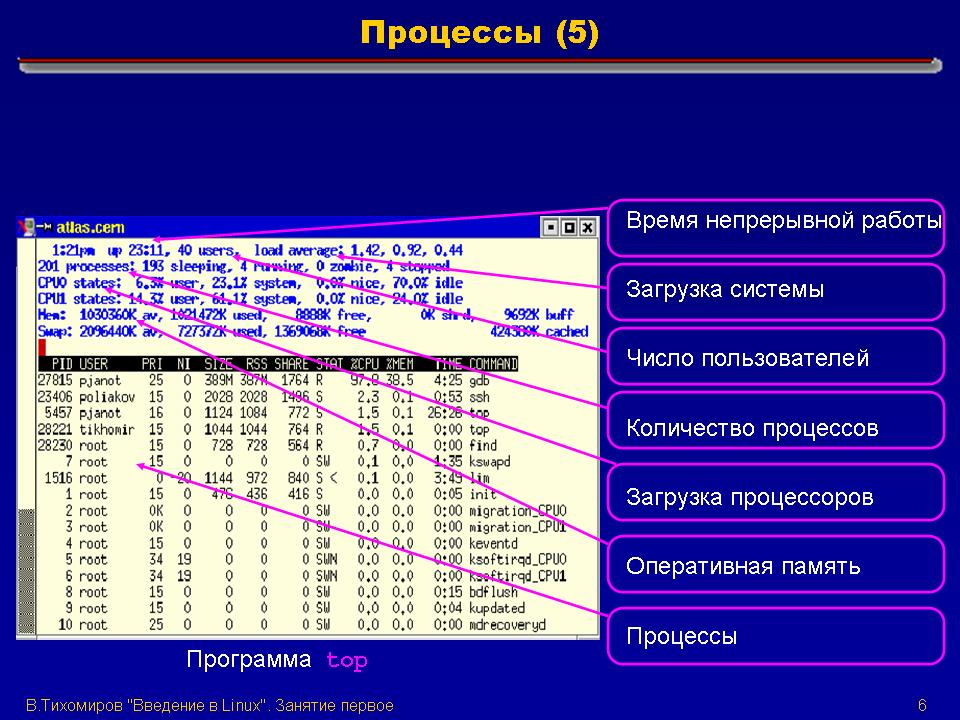 Процессы (5)
atlas.cern
1:21pm up 23:11, 40 users, load average: 1.42, 0.92, 0.44
201 processes: 193 sleeping, 4 running, 0 zombie, 4 stopped
CPU0 states: 6.3% user, 23.1% system, 0.0% nice, 70.0% idle
CPU1 states: 14.3% user, 61.1% system, 0.0% nice, 24.0% idle
Mem: 1030360K av, 1021472K used, 8888K free, 0K shrd, 9692K buff
Swap: 2096440K av, 727372K used, 1369068K free 424380K cached
PID USER PRI NI SIZE RSS SHARE STAT %CPU %MEM TIME COMMAND
27815 pjanot 25 0 389M 387M 1764 R 97.8 38.5 4:25 gdb
23406 poliakov 15 0 2028 2028 1496 S 2.3 0.1 0:53 ssh
5457 pjanot 16 0 1124 1084 772 S 1.5 0.1 26:28 top
28221 tikhomir 15 0 1044 1044 764 R 1.5 0.1 0:00 top
28230 root 15 0 728 728 564 R 0.7 0.0 0:00 find
7 root 15 0 0 0 0 SW 0.1 0.0 1:35 kswapd
1516 root 0 -20 1144 972 840 S < 0.1 0.0 3:49 lim
1 root 15 0 476 436 416 S 0.0 0.0 0:05 init
2 root 0K 0 0 0 0 SW 0.0 0.0 0:00 migration_CPU0
3 root 0K 0 0 0 0 SW 0.0 0.0 0:00 migration_CPU1
4 root 15 0 0 0 0 SW 0.0 0.0 0:00 keventd
5 root 34 19 0 0 0 SWN 0.0 0.0 0:00 ksoftirqd_CPU0
6 root 34 19 0 0 0 SWN 0.0 0.0 0:00 ksoftirqd_CPU1
8 root 15 0 0 0 0 SW 0.0 0.0 0:15 bdflush
9 root 15 0 0 0 0 SW 0.0 0.0 0:04 kupdated
10 root 25 0 0 0 0 SW 0.0 0.0 0:00 mdrecoveryd
Время непрерывной работы
Загрузка системы
Число пользователей
Количество процессов
Загрузка процессоров
Оперативная память
Процессы
Программа top
В.Тихомиров "Введение в Linux". Занятие первое
6